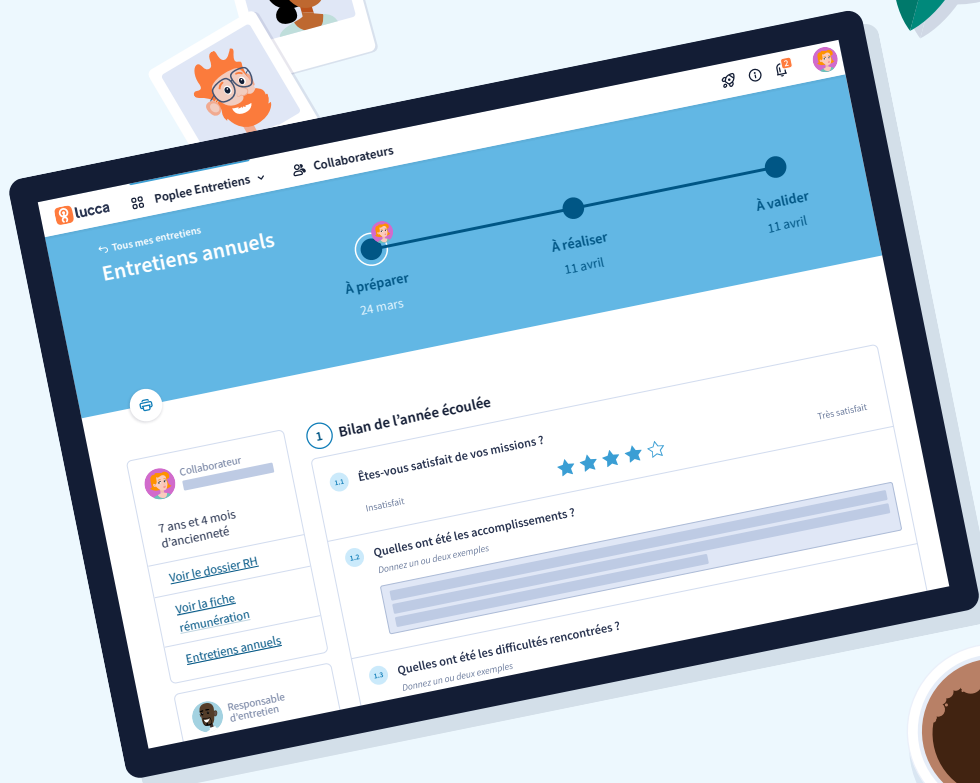 lucca
Poplee Entretiens
Collaborateurs
2
Tous mes entretiens
Entretiens annuels
À préparer
24 mars
À réaliser
11 avril
À valider
11 avril
Collaborateur
7 ans et 4 mois
d'ancienneté
Voir le dossier RH
Voir la fiche
rémunération
Entretiens annuels
Responsable
d'entretien
1 Bilan de l'année écoulée
1.1 Êtes-vous satisfait de vos missions ?
Insatisfait
Très satisfait
1.2 Quelles ont été les accomplissements ?
Donnez un ou deux exemples
1.3 Quelles ont été les difficultés rencontrées ?
Donnez un ou deux exemples